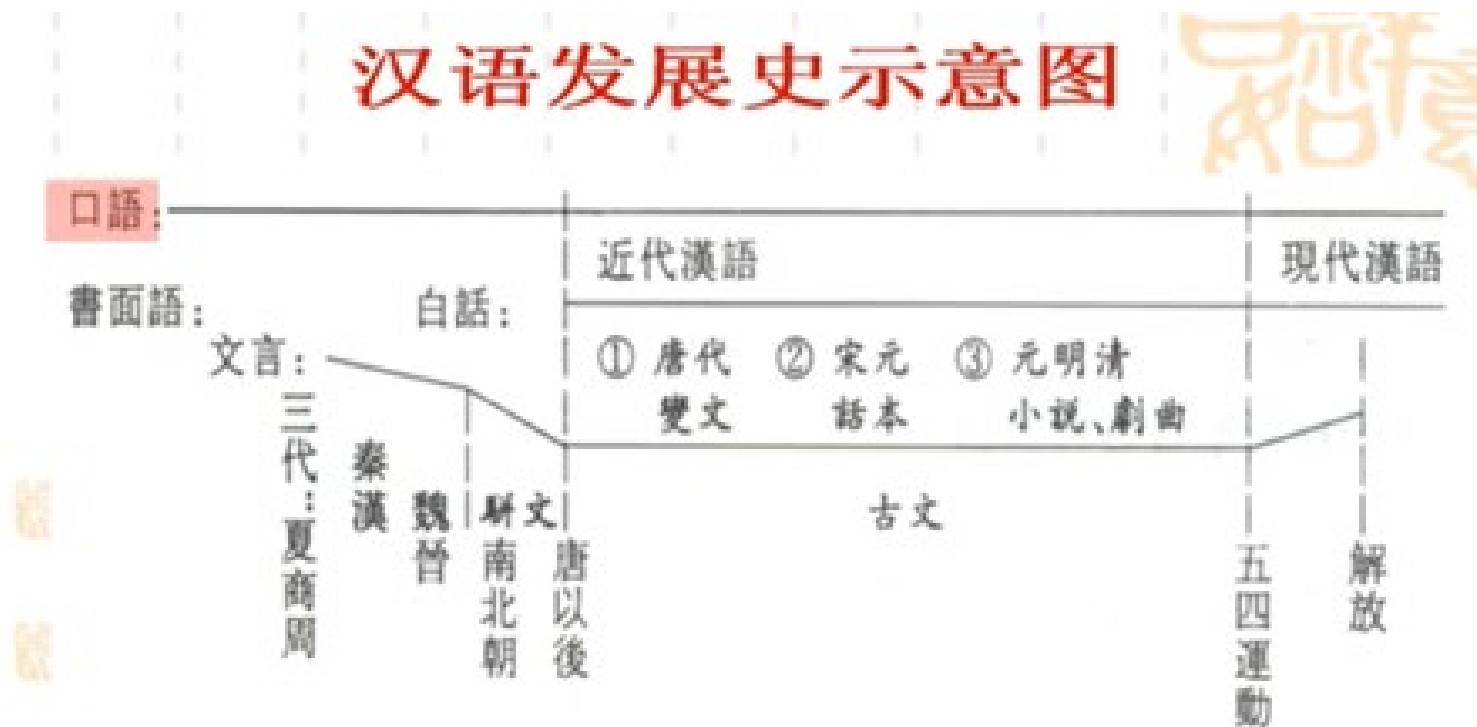 汉语发展史示意图
口語：
近代漢語
現代漢語
書面語：
白話：
文言：
①唐代
變文
②宋元
話本
③元明清
小説、劇曲
三代：夏商周
秦漢
魏晉
駢文
南北朝
唐以後
古文
五四運動
解放